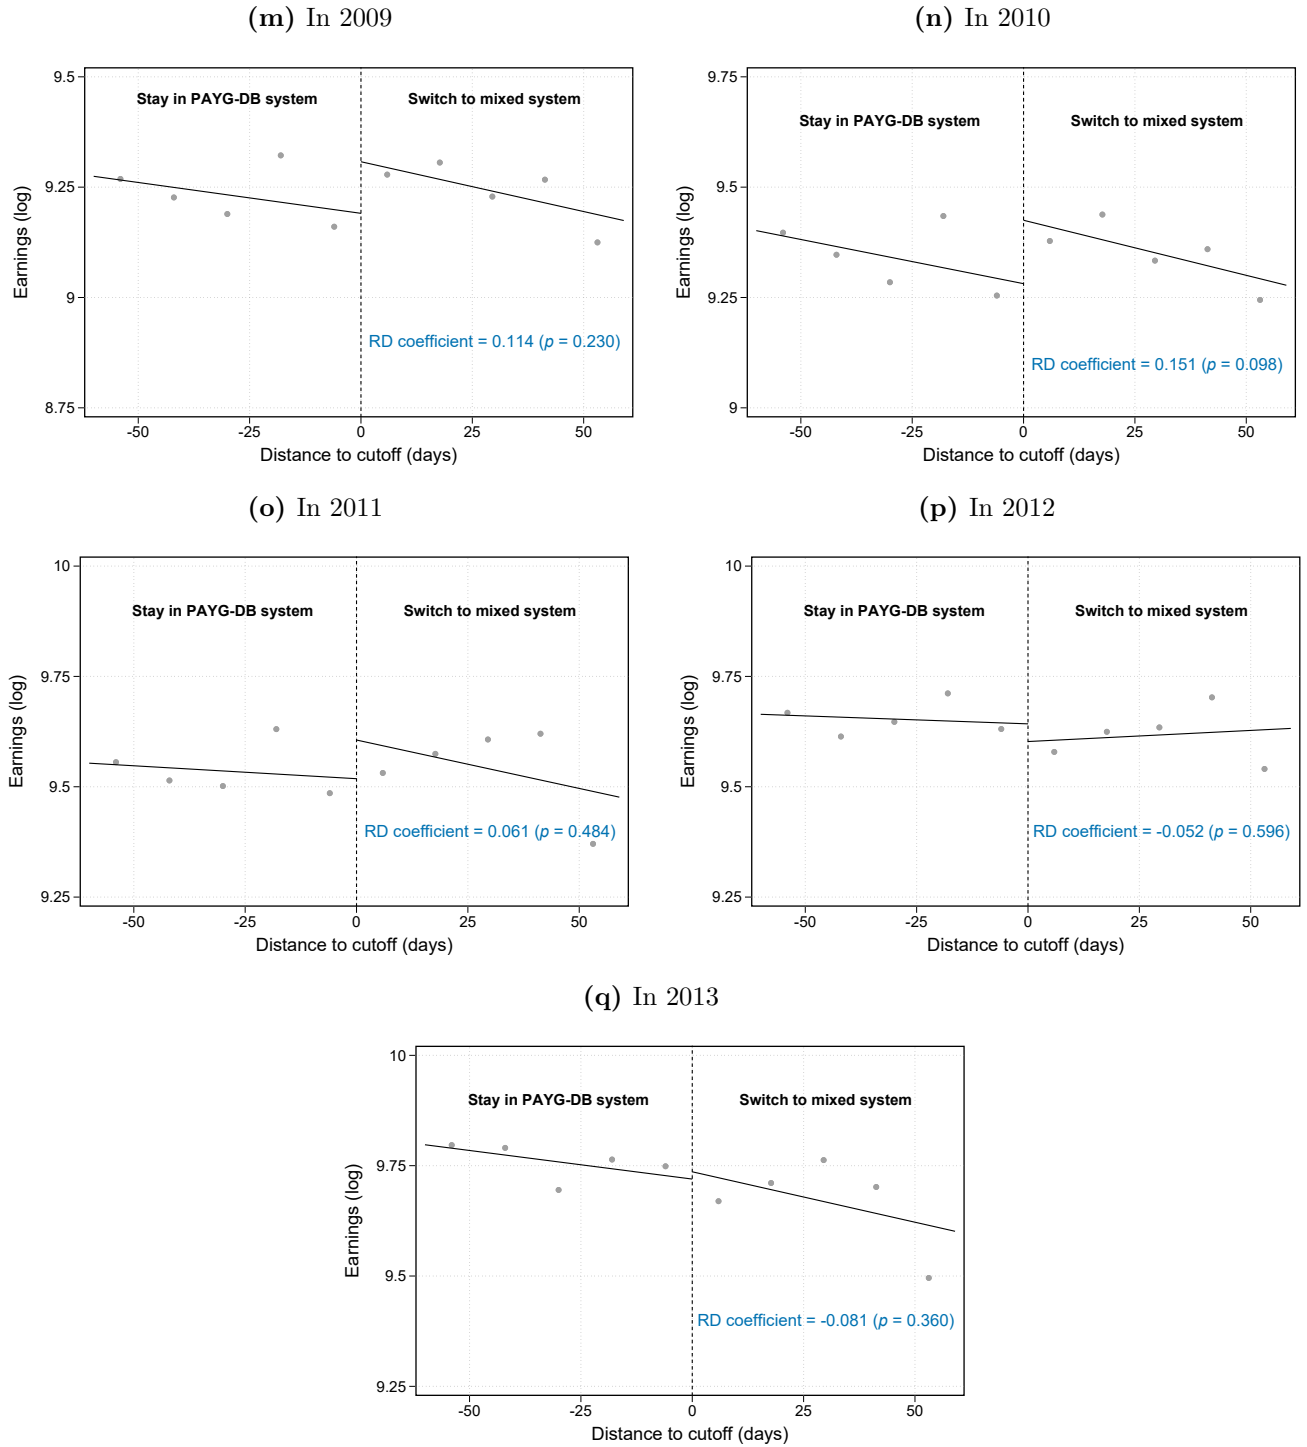 (m) In 2009
9.5
9.25
9
8.75
Earnings (log)
Stay in PAYG-DB system
Switch to mixed system
RD coefficient = 0.114 (p = 0.230)
-50 -25 0 25 50
Distance to cutoff (days)
(n) In 2010
9.75
9.5
9.25
9
Earnings (log)
Stay in PAYG-DB system
Switch to mixed system
RD coefficient = 0.151 (p = 0.098)
-50 -25 0 25 50
Distance to cutoff (days)
(o) In 2011
10
9.75
9.5
9.25
Earnings (log)
Stay in PAYG-DB system
Switch to mixed system
RD coefficient = 0.061 (p = 0.484)
-50 -25 0 25 50
Distance to cutoff (days)
(p) In 2012
10
9.75
9.5
9.25
Earnings (log)
Stay in PAYG-DB system
Switch to mixed system
RD coefficient = -0.052 (p = 0.596)
-50 -25 0 25 50
Distance to cutoff (days)
(q) In 2013
10
9.75
9.5
9.25
Earnings (log)
Stay in PAYG-DB system
Switch to mixed system
RD coefficient = -0.081 (p = 0.360)
-50 -25 0 25 50
Distance to cutoff (days)